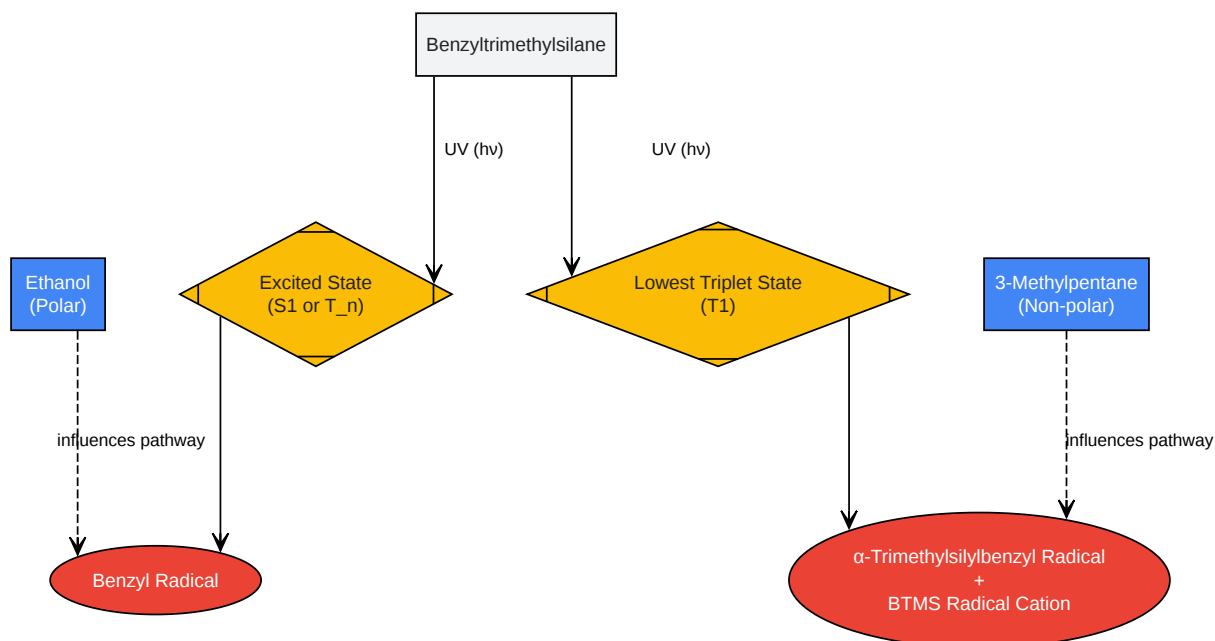 Benzyltrimethylsilane
UV (hν)
UV (hν)
Ethanol
(Polar)
Excited State
(S1 or T_n)
Lowest Triplet State
(T1)
3-Methylpentane
(Non-polar)
influences pathway
influences pathway
Benzyl Radical
α-Trimethylsilylbenzyl Radical
+
BTMS Radical Cation